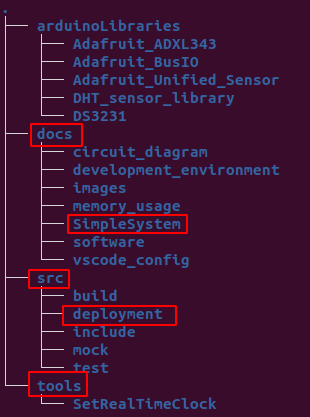 .
arduinoLibraries
Adafruit_ADXL343
Adafruit_BusIO
Adafruit_Unified_Sensor
DHT_sensor_library
DS3231
docs
circuit_diagram
development_environment
images
memory_usage
SimpleSystem
software
vscode_config
src
build
deployment
include
mock
test
tools
SetRealTimeClock